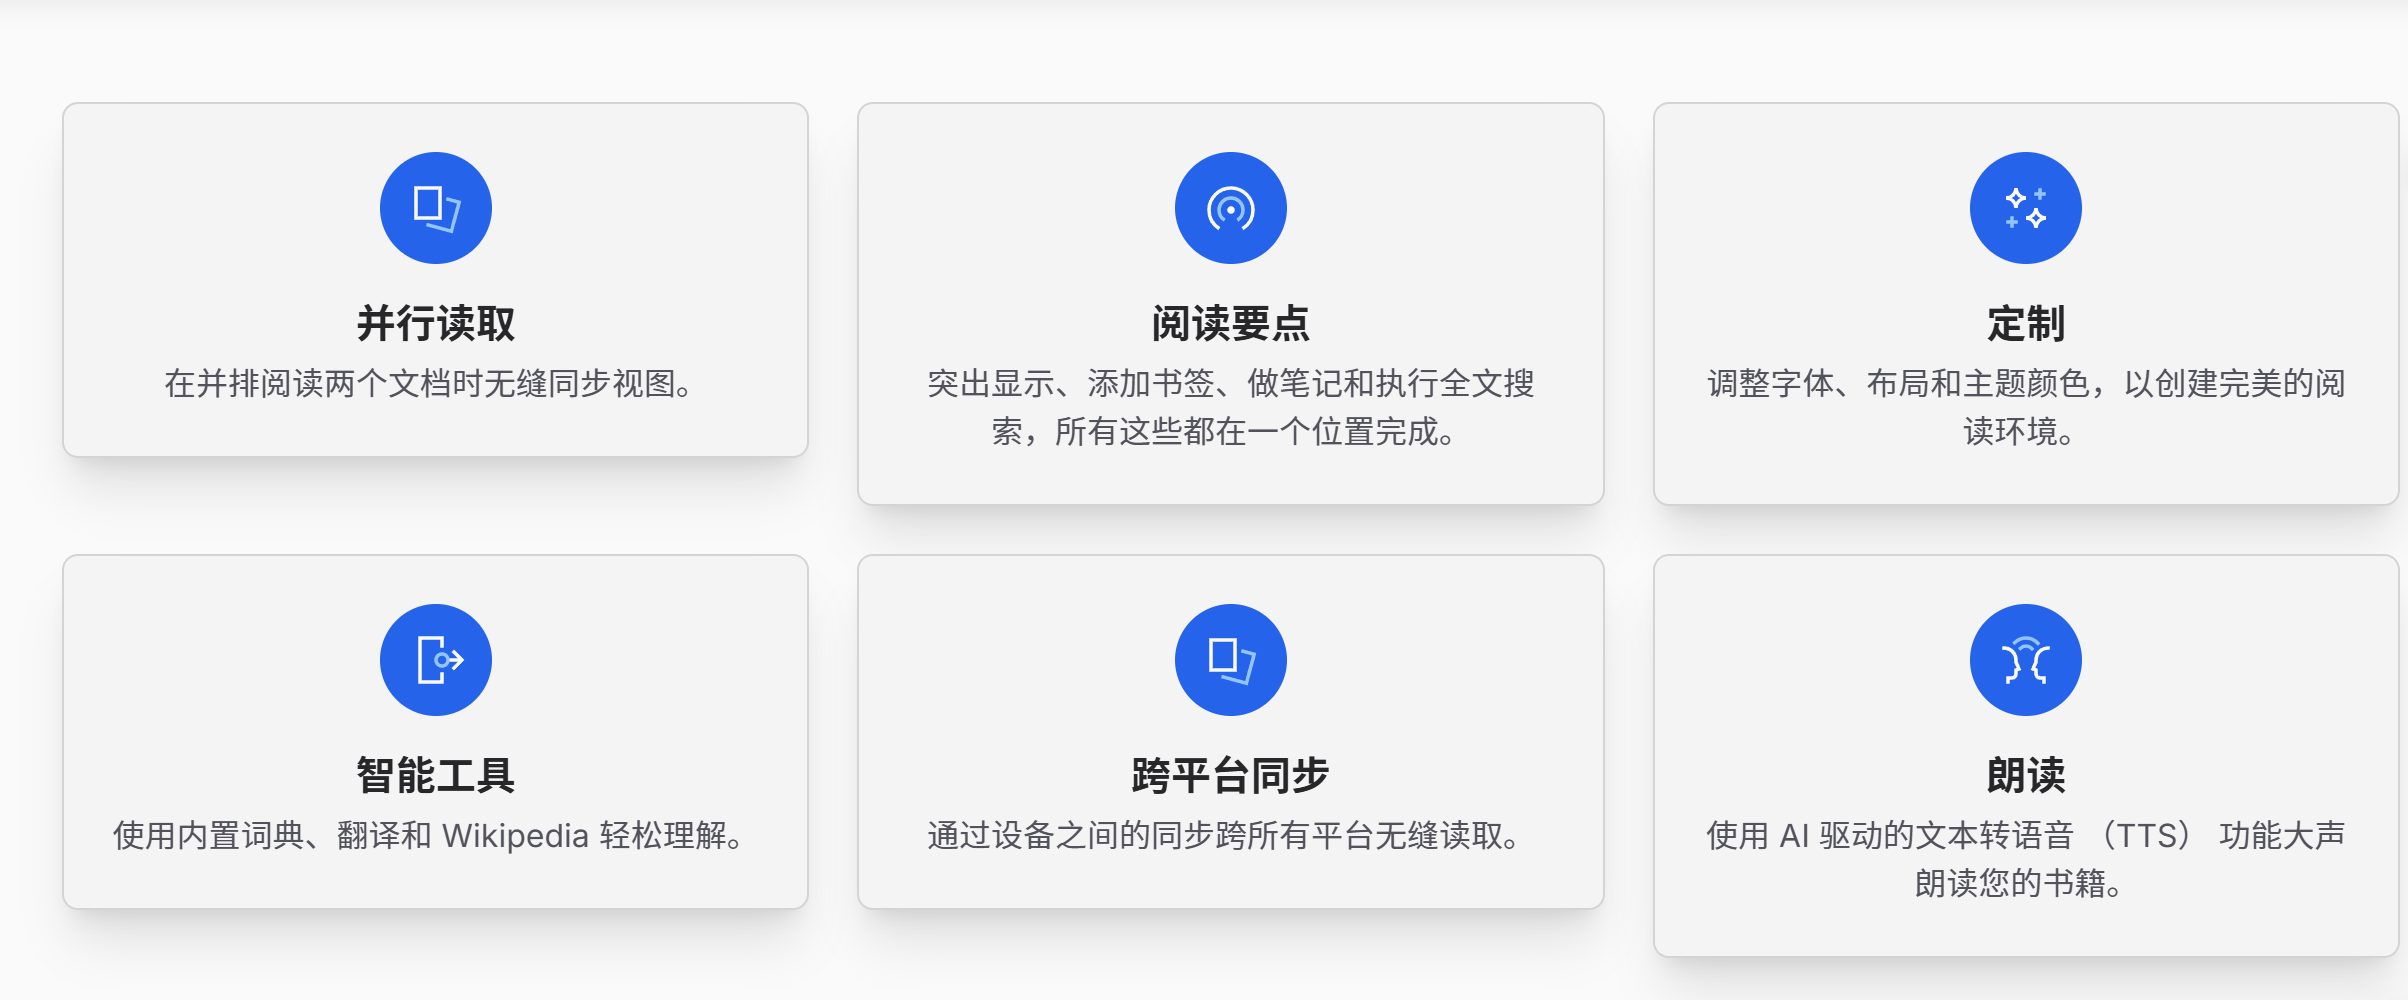 并行读取
在并排阅读两个文档时无缝同步视图。
阅读要点
突出显示、添加书签、做笔记和执行全文搜
索，所有这些都在一个位置完成。
定制
调整字体、布局和主题颜色，以创建完美的阅
读环境。
智能工具
使用内置词典、翻译和 Wikipedia 轻松理解。
跨平台同步
通过设备之间的同步跨所有平台无缝读取。
朗读
使用 AI 驱动的文本转语音 （TTS） 功能大声
朗读您的书籍。